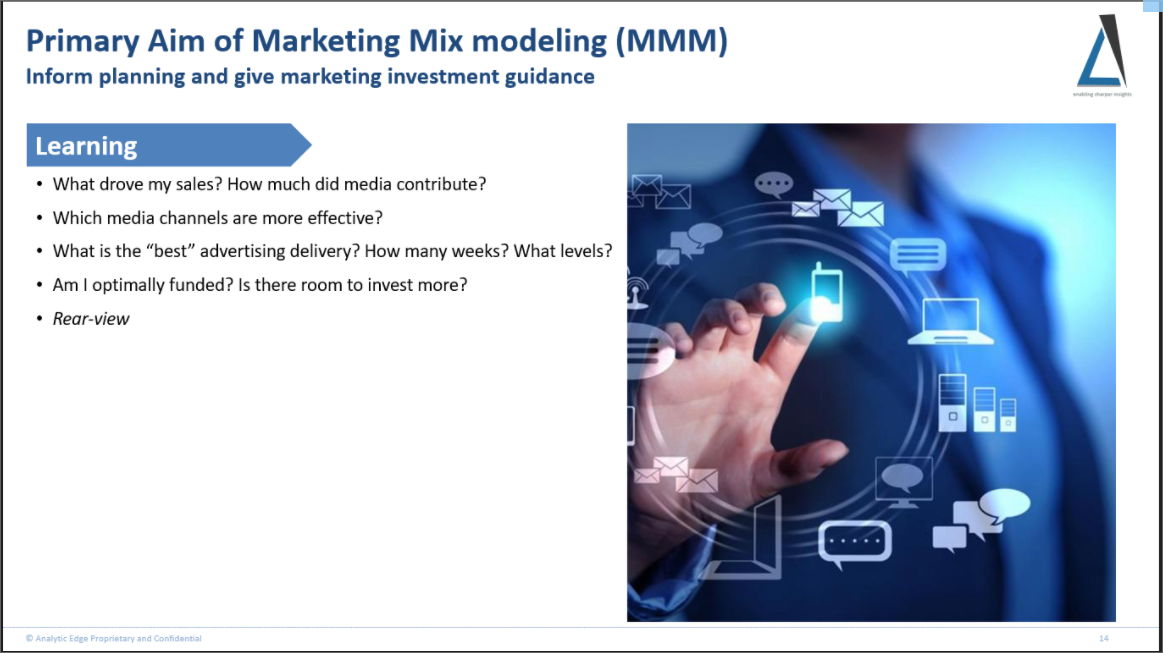 Primary Aim of Marketing Mix modeling (MMM)
Inform planning and give marketing investment guidance
enabling sharper insights
Learning
• What drove my sales? How much did media contribute?
• Which media channels are more effective?
• What is the “best” advertising delivery? How many weeks? What levels?
• Am I optimally funded? Is there room to invest more?
• Rear-view
© Analytic Edge Proprietary and Confidential
14